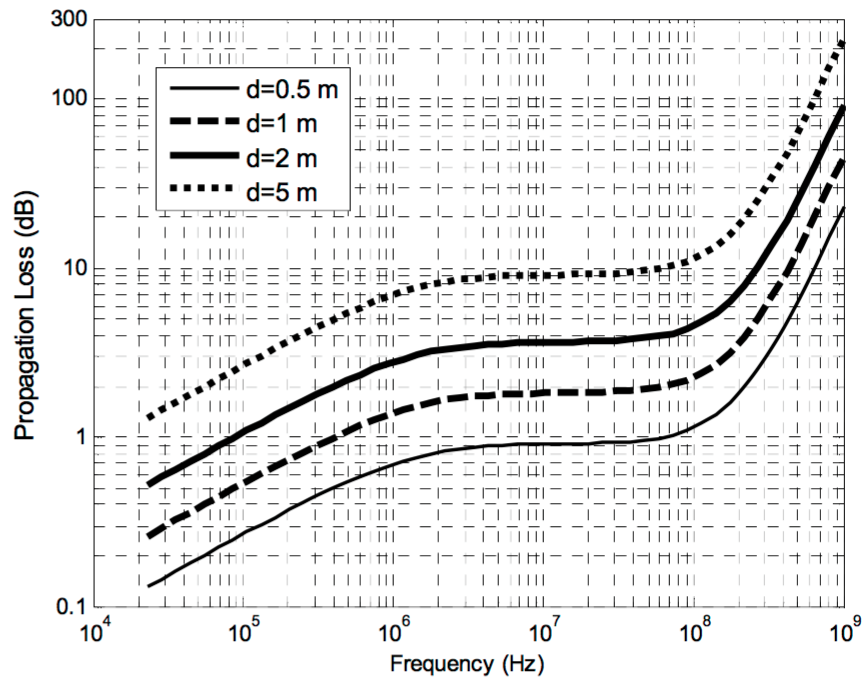 300
100
10
1
0.1
Propagation Loss (dB)
d=0.5 m
d=1 m
d=2 m
d=5 m
10^4
10^5
10^6
10^7
10^8
10^9
Frequency (Hz)